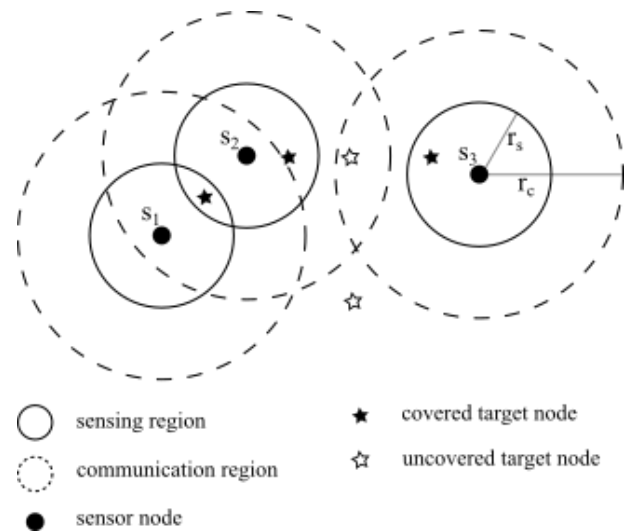 s2
s3
rs
rc
s1
sensing region
covered target node
communication region
uncovered target node
sensor node